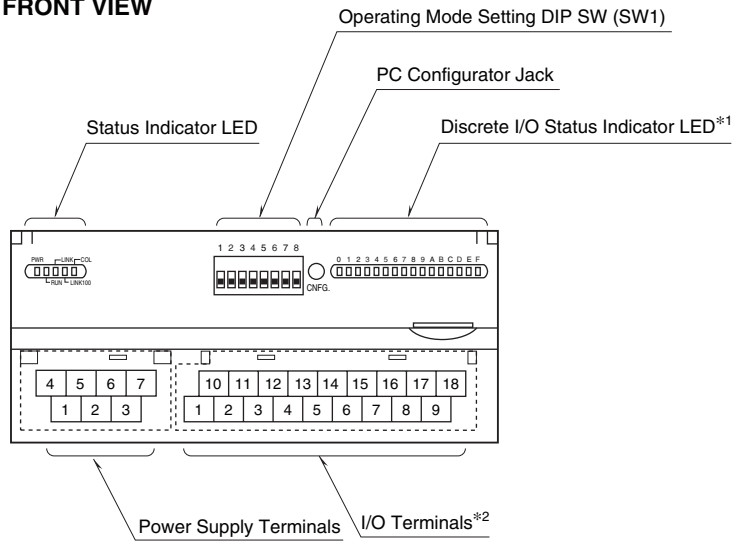 FRONT VIEW
Operating Mode Setting DIP SW (SW1)
PC Configurator Jack
Status Indicator LED
Discrete I/O Status Indicator LED*1
PWR LINK COL
RUN LINK100
1 2 3 4 5 6 7 8
CNFG.
0 1 2 3 4 5 6 7 8 9 A B C D E F
4 5 6 7
1 2 3
10 11 12 13 14 15 16 17 18
1 2 3 4 5 6 7 8 9
Power Supply Terminals
I/O Terminals*2